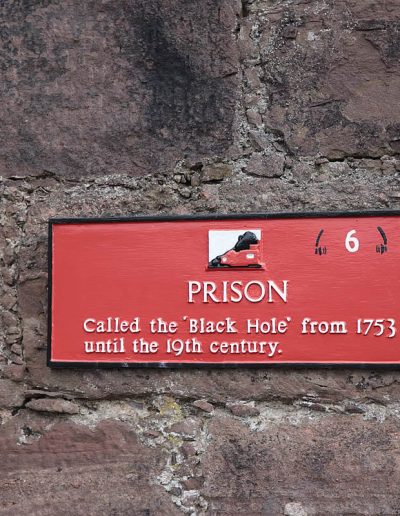 6
PRISON
Called the "Black Hole" from 1753
until the 19th century.